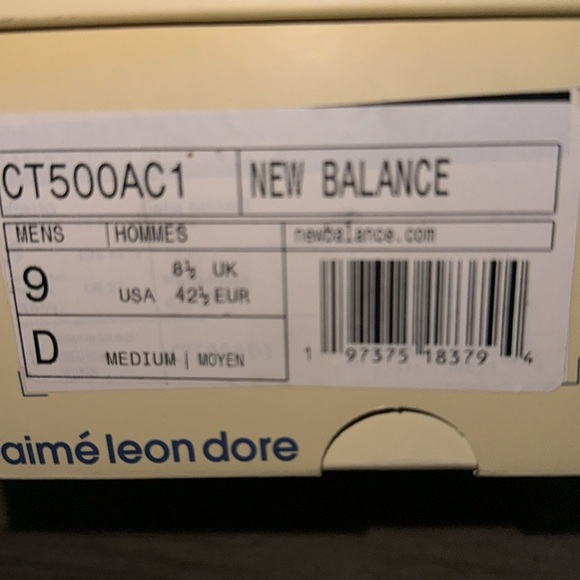 CT500AC1 NEW BALANCE
MENS HOMMES newbalance.com
9 8½ UK
USA 42½ EUR
D MEDIUM | MOYEN
1 97375 18379 4
aimé leon dore